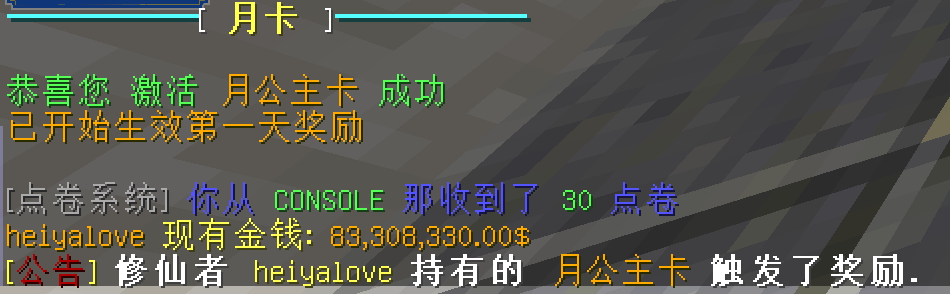 [ 月卡 ]
恭喜您 激活 月公主卡 成功
已开始生效第一天奖励
[点卷系统] 你从 CONSOLE 那收到了 30 点卷
heiyalove 现有金钱: 83,308,330.00$
[公告] 修仙者 heiyalove 持有的 月公主卡 触发了奖励.